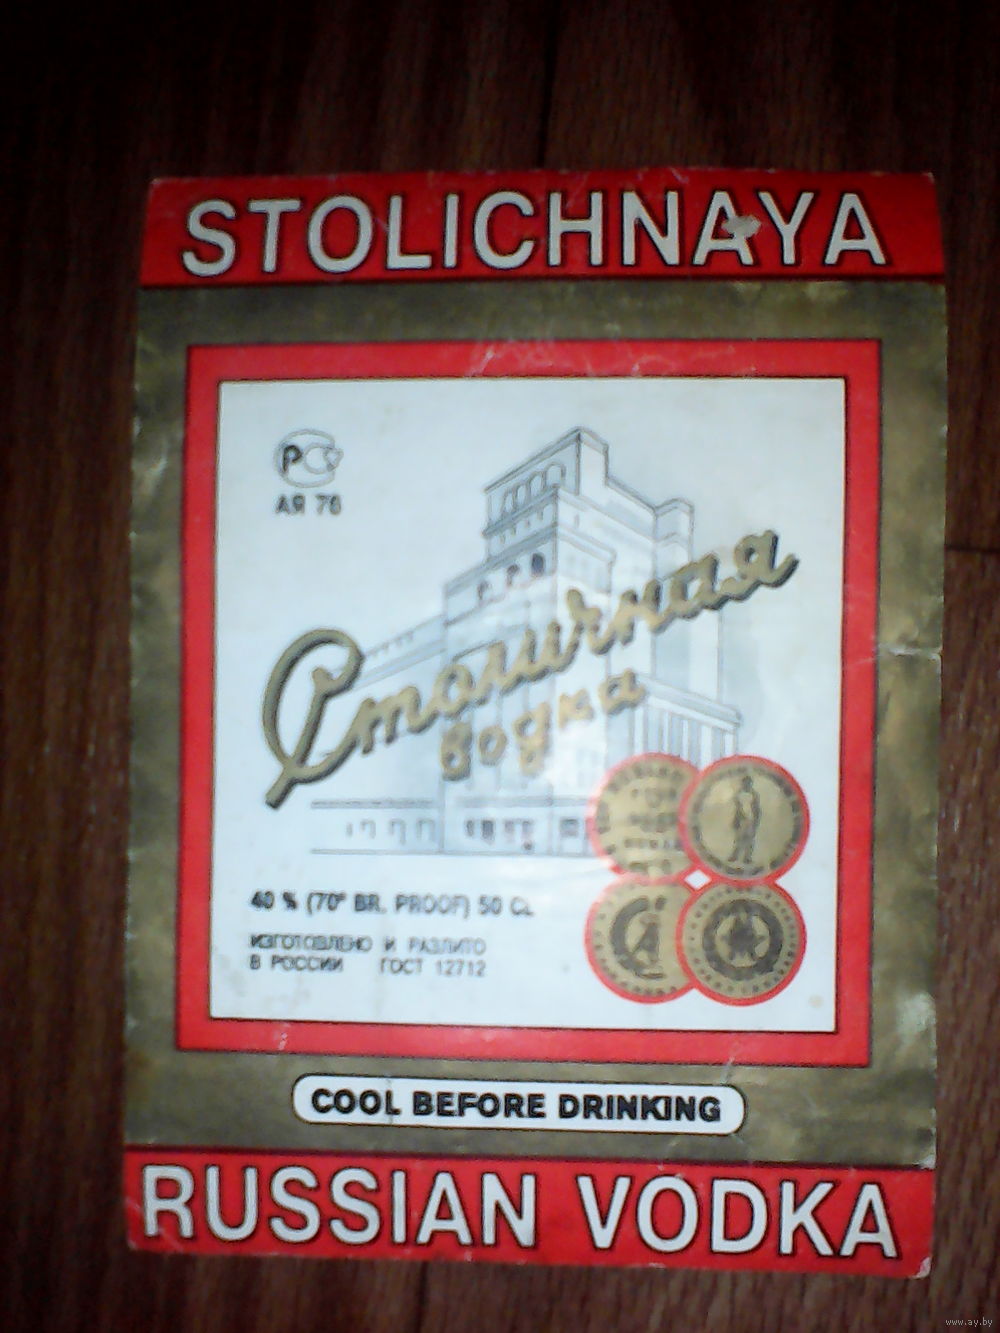 STOLICHNAYA
РС
АЯ 76
Столичная
водка
40 % (70° BR. PROOF) 50 CL
ИЗГОТОВЛЕНО И РАЗЛИТО
В РОССИИ ГОСТ 12712
COOL BEFORE DRINKING
RUSSIAN VODKA
www.ay.by